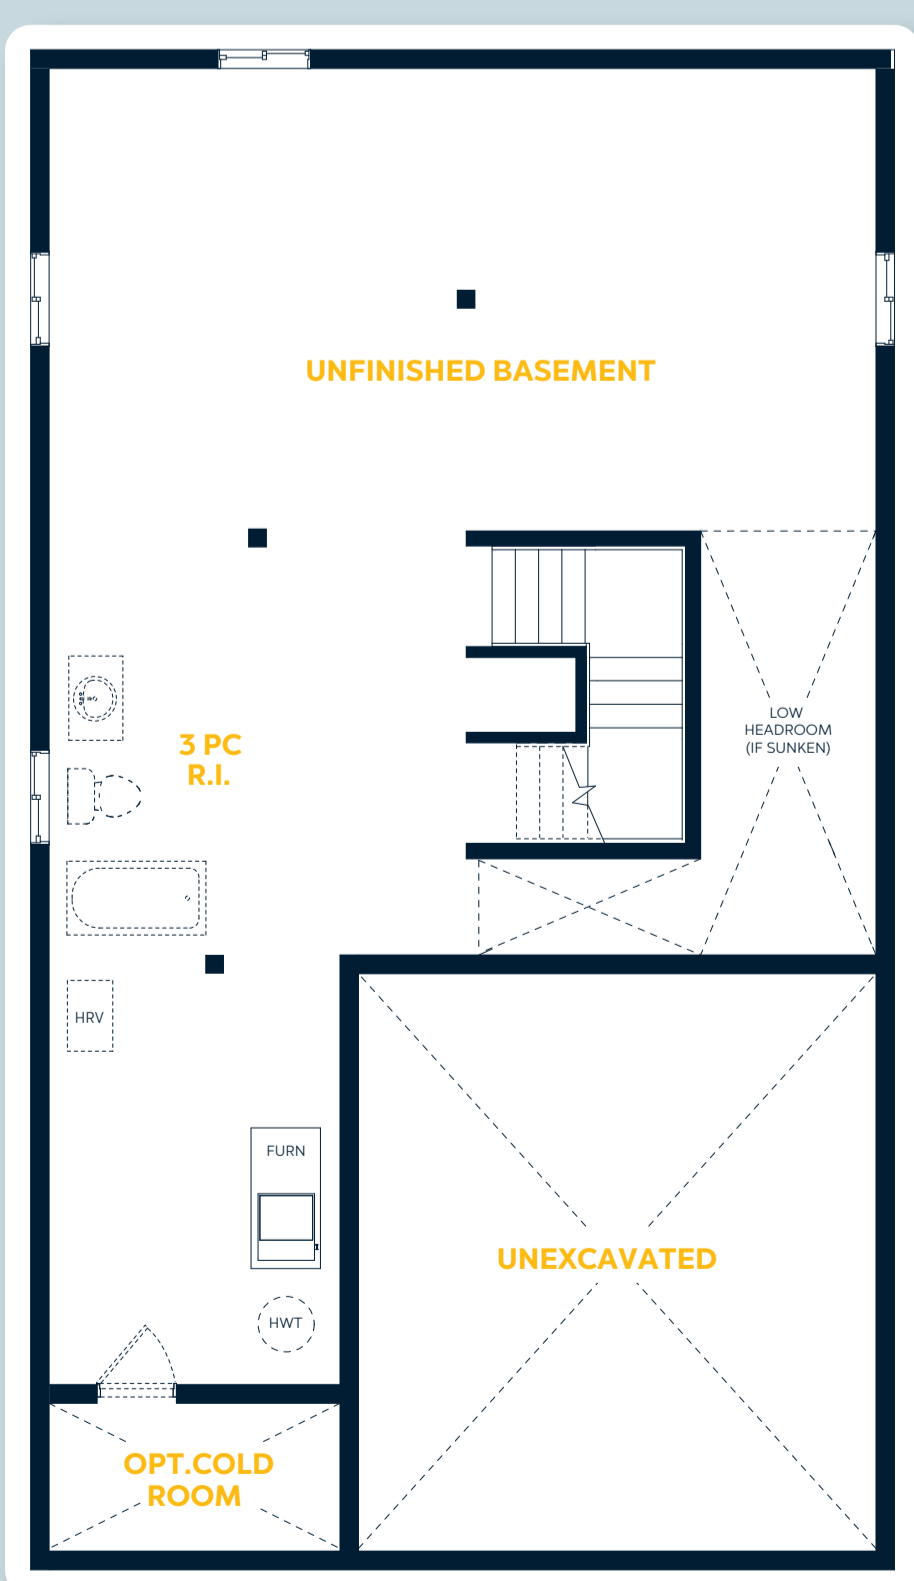 UNFINISHED BASEMENT
LOW
HEADROOM
(IF SUNKEN)
3 PC
R.I.
HRV
FURN
UNEXCAVATED
HWT
OPT.COLD
ROOM